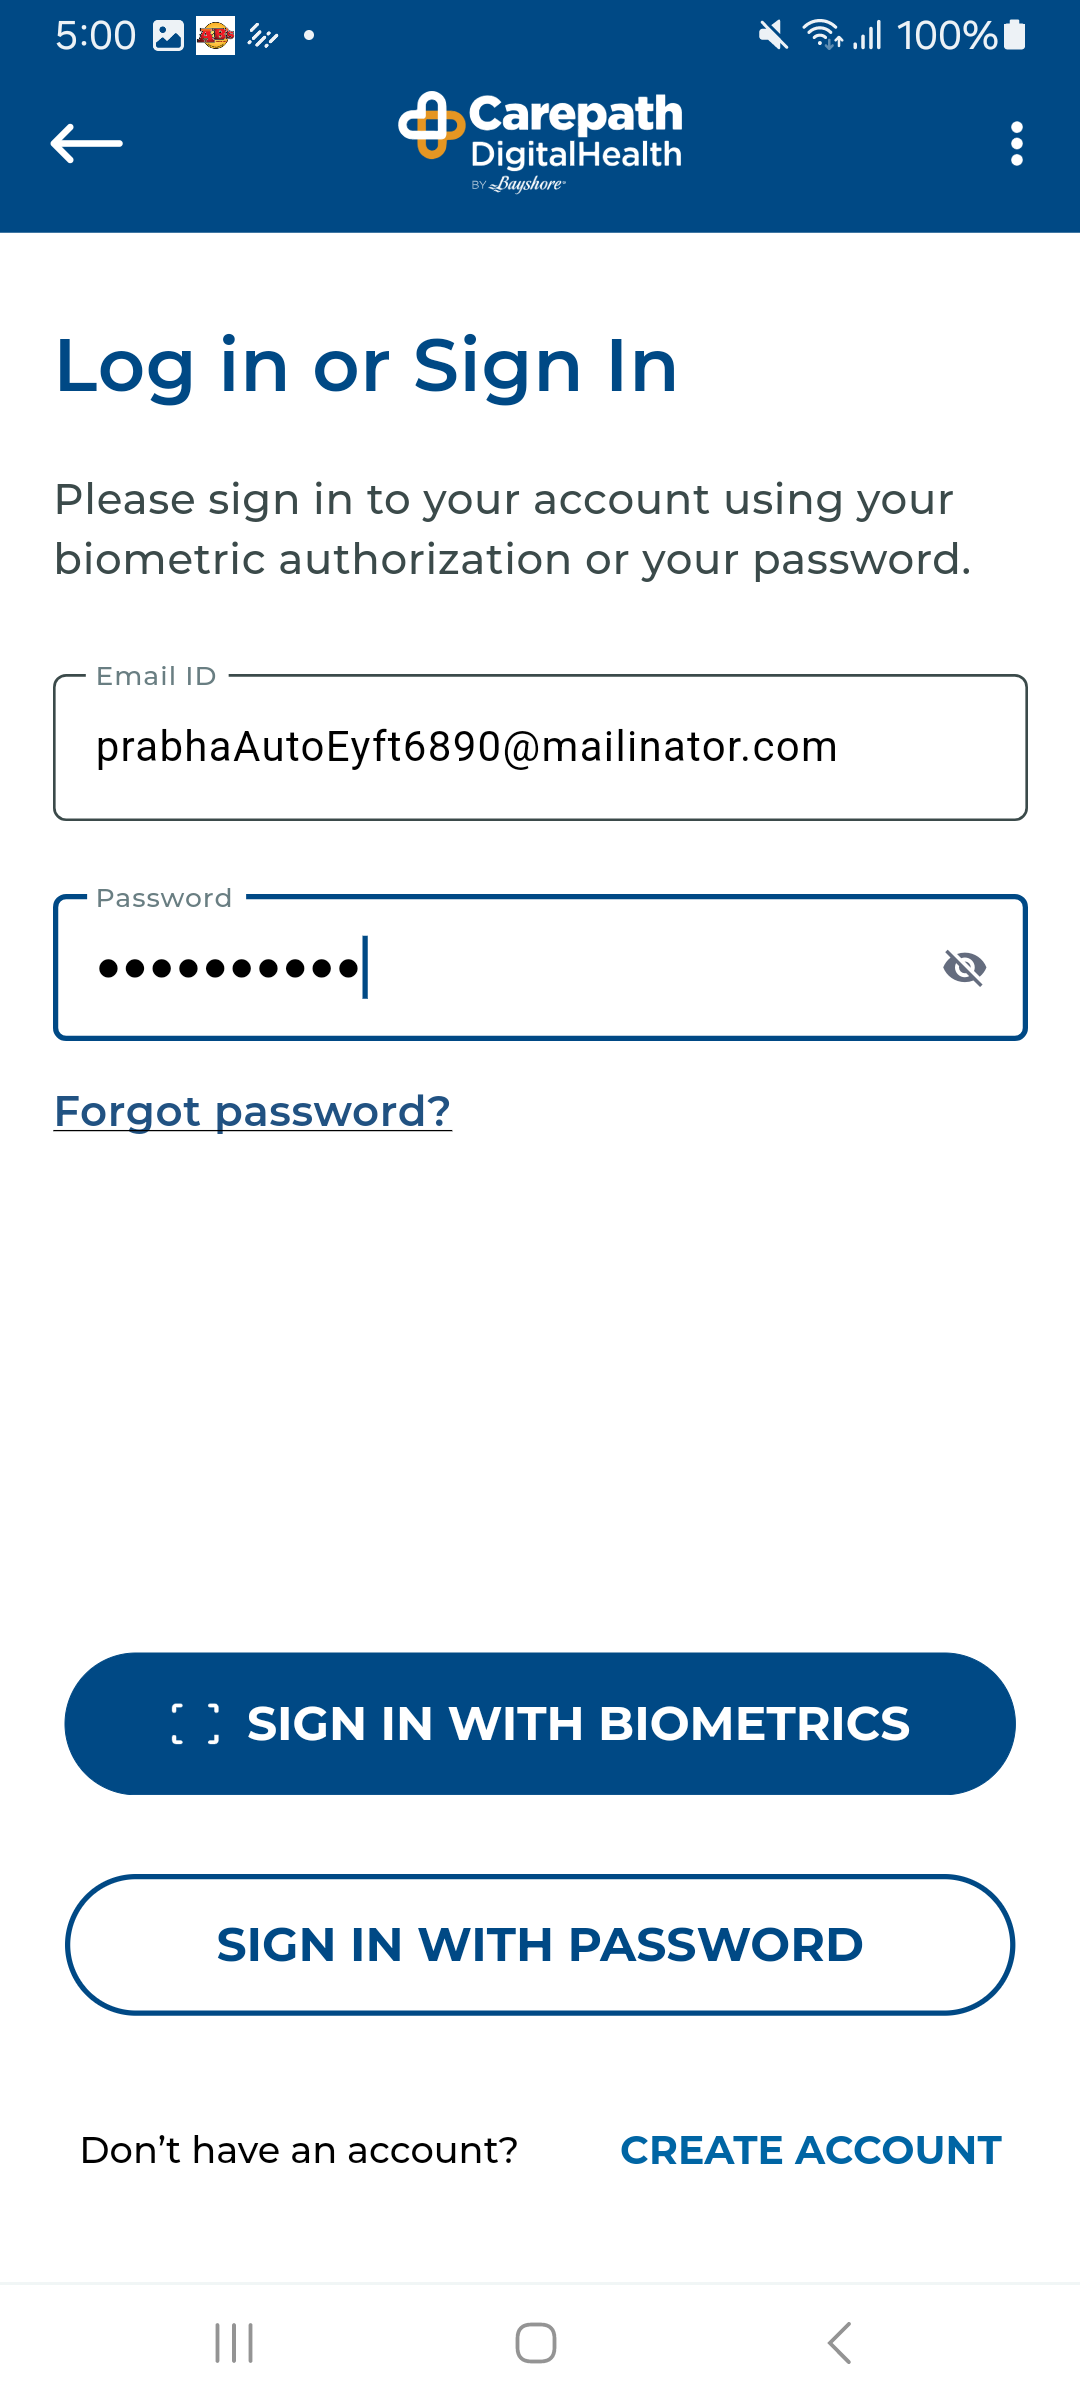 5:00 100%
Carepath
DigitalHealth
BY Bayshore
Log in or Sign In
Please sign in to your account using your
biometric authorization or your password.
Email ID
prabhaAutoEyft6890@mailinator.com
Password
Forgot password?
SIGN IN WITH BIOMETRICS
SIGN IN WITH PASSWORD
Don’t have an account? CREATE ACCOUNT